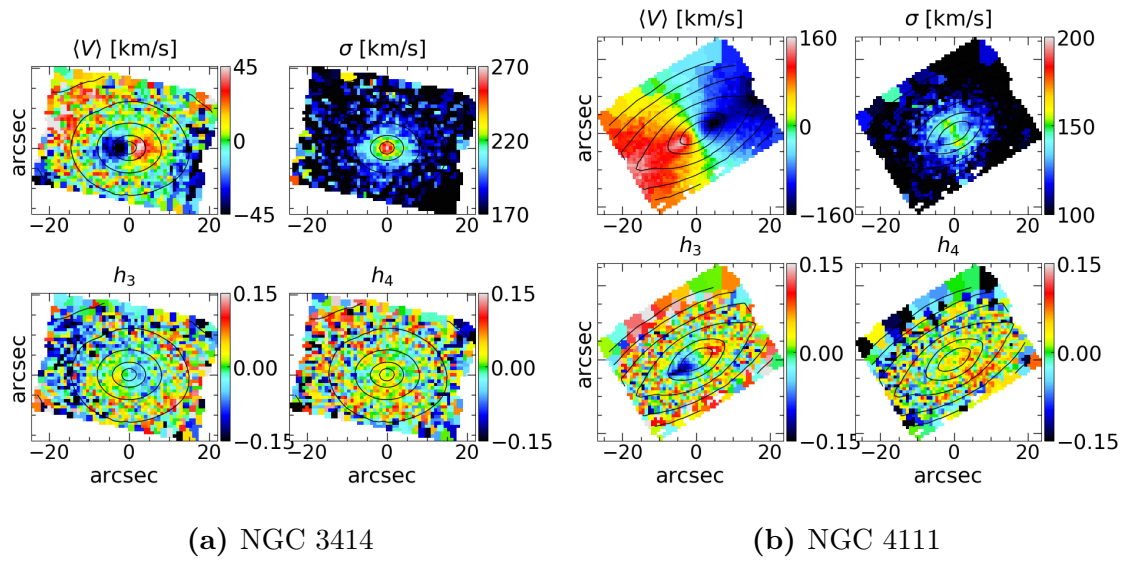 ⟨V⟩ [km/s]
σ [km/s]
⟨V⟩ [km/s]
σ [km/s]
arcsec
45
0
−45
270
220
170
arcsec
160
0
−160
200
150
100
−20 0 20
−20 0 20
−20 0 20
−20 0 20
h3
h4
h3
h4
arcsec
0.15
0.00
−0.15
0.15
0.00
−0.15
arcsec
0.15
0.00
−0.15
0.15
0.00
−0.15
−20 0 20
−20 0 20
−20 0 20
−20 0 20
arcsec
arcsec
arcsec
arcsec
(a) NGC 3414
(b) NGC 4111